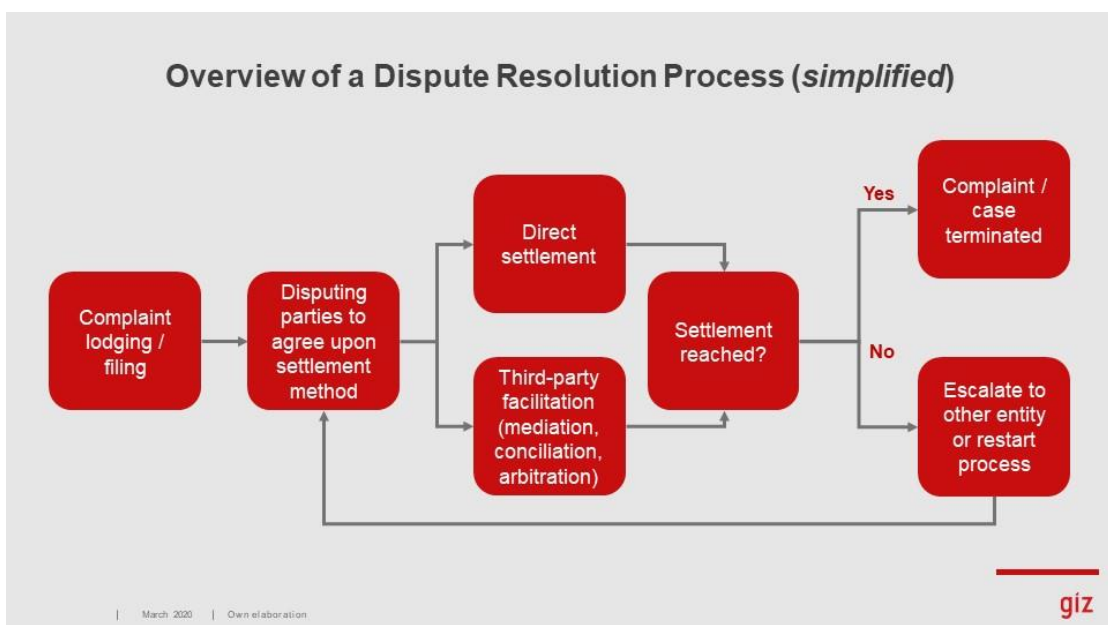 Overview of a Dispute Resolution Process (simplified)
Complaint
lodging /
filing
Disputing
parties to
agree upon
settlement
method
Direct
settlement
Third-party
facilitation
(mediation,
conciliation,
arbitration)
Settlement
reached?
Yes
Complaint /
case
terminated
No
Escalate to
other entity
or restart
process
| March 2020 | Own elaboration
giz